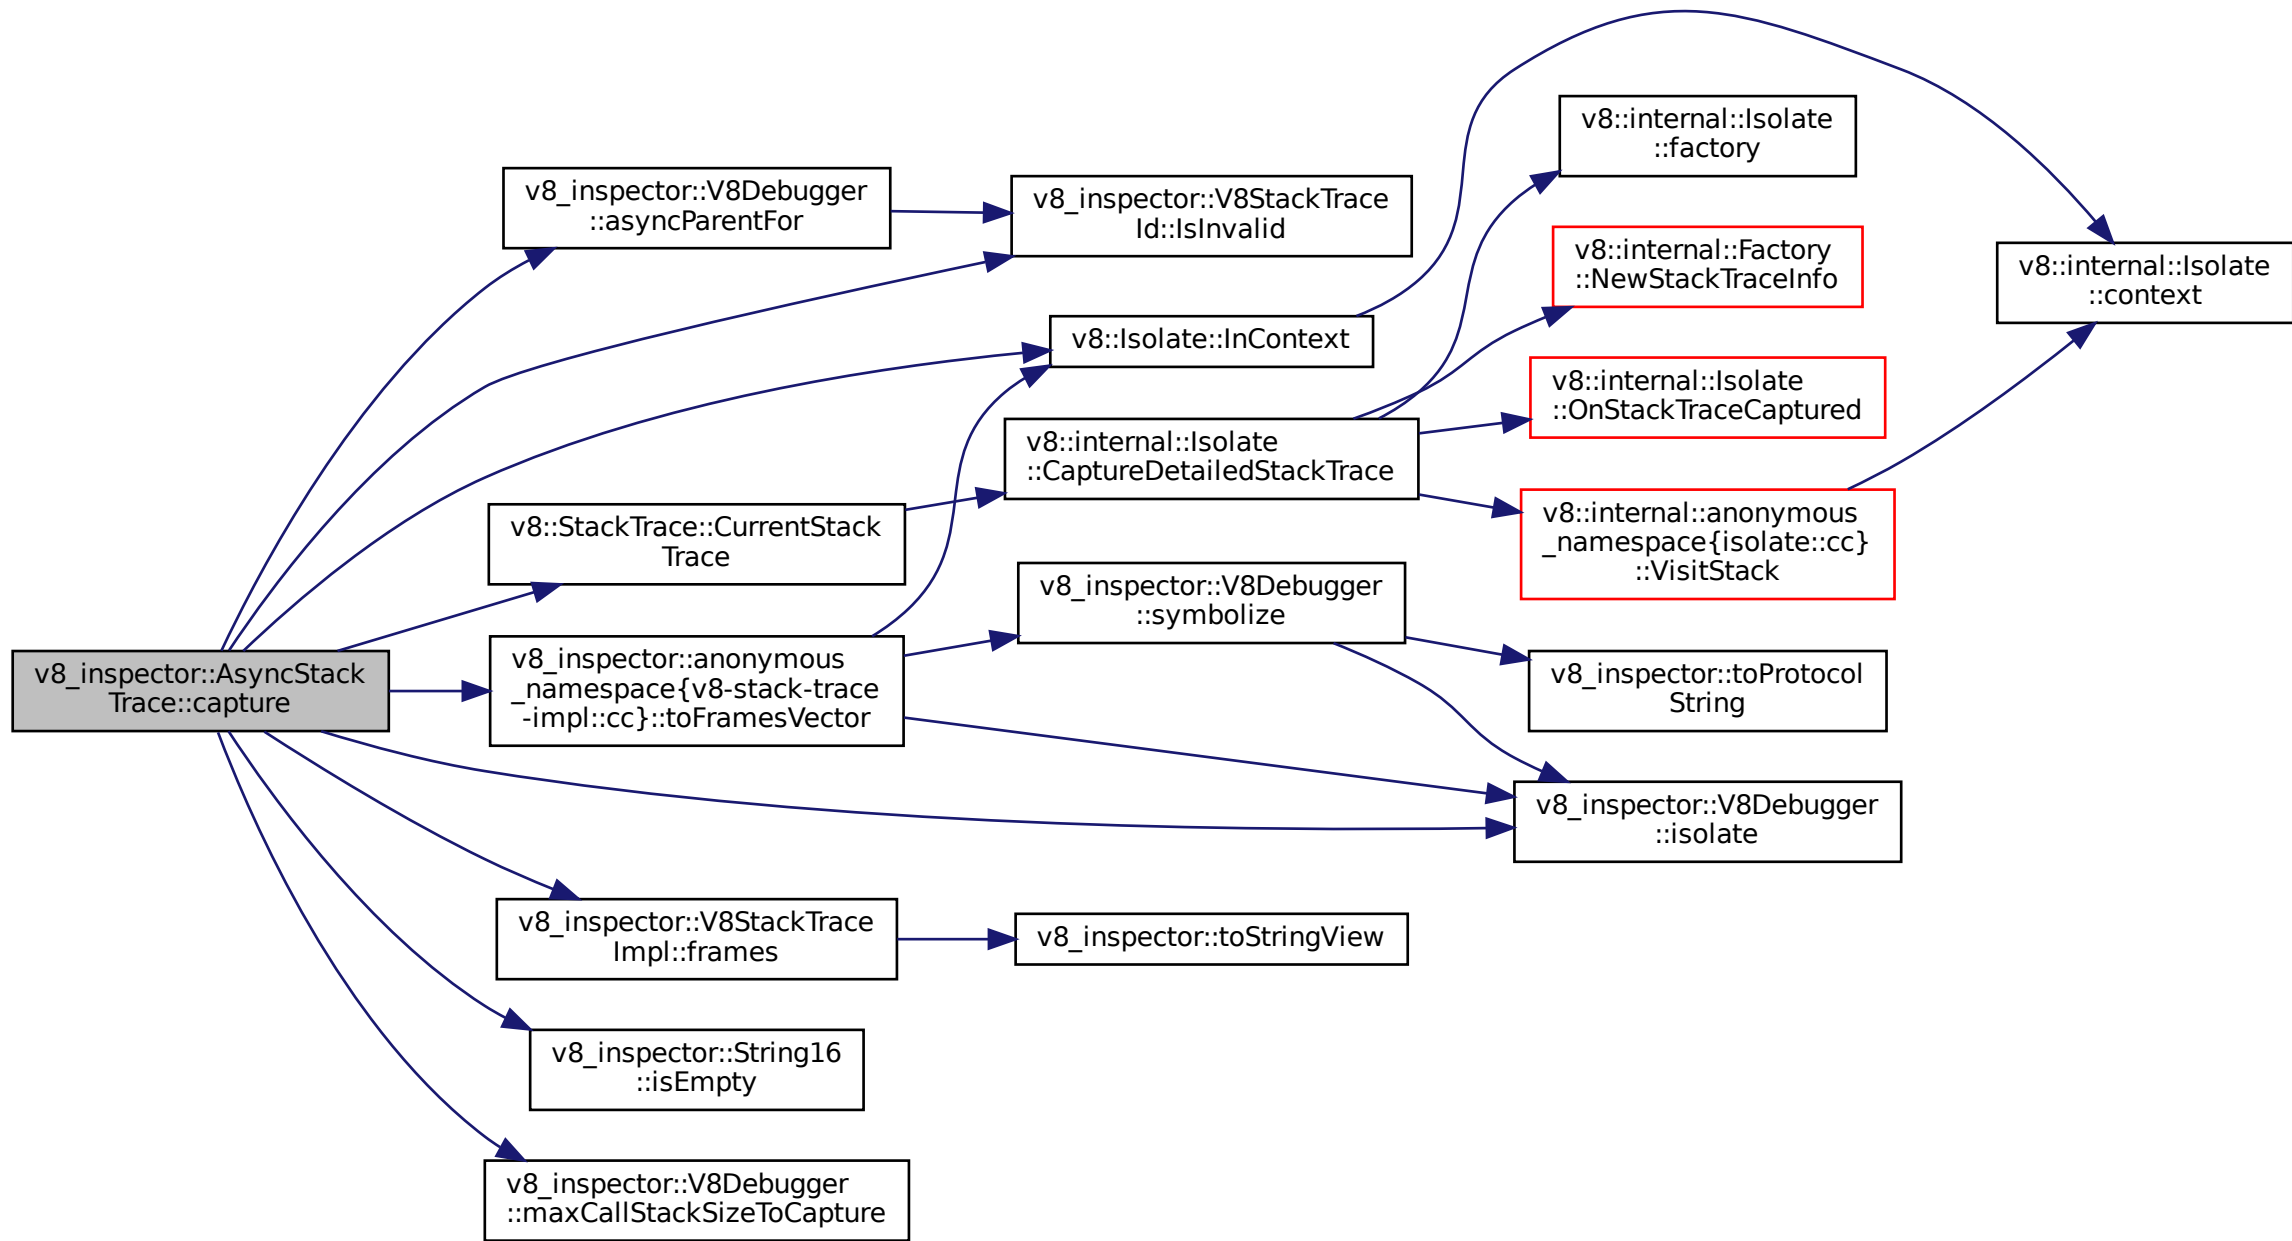 v8_inspector::AsyncStack
Trace::capture
v8_inspector::V8Debugger
::asyncParentFor
v8_inspector::V8StackTrace
Id::IsInvalid
v8::Isolate::InContext
v8::internal::Isolate
::context
v8::StackTrace::CurrentStack
Trace
v8::internal::Isolate
::CaptureDetailedStackTrace
v8::internal::Isolate
::factory
v8::internal::Factory
::NewStackTraceInfo
v8::internal::Isolate
::OnStackTraceCaptured
v8::internal::anonymous
_namespace{isolate::cc}
::VisitStack
v8_inspector::anonymous
_namespace{v8-stack-trace
-impl::cc}::toFramesVector
v8_inspector::V8Debugger
::symbolize
v8_inspector::toProtocol
String
v8_inspector::V8Debugger
::isolate
v8_inspector::V8StackTrace
Impl::frames
v8_inspector::toStringView
v8_inspector::String16
::isEmpty
v8_inspector::V8Debugger
::maxCallStackSizeToCapture